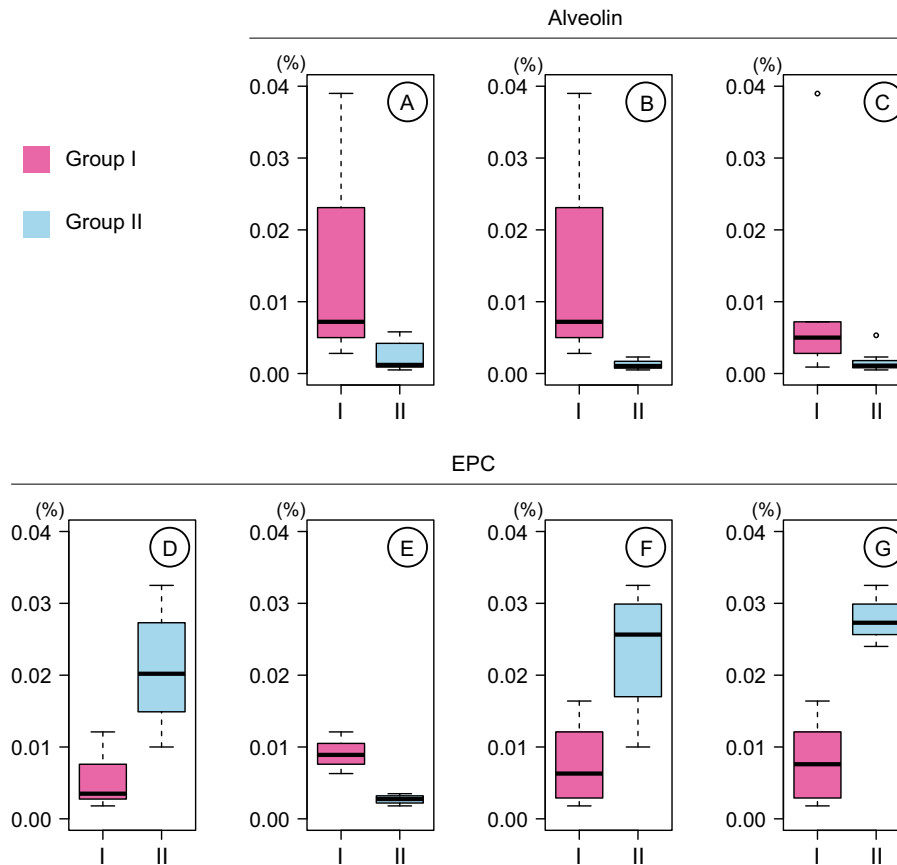 Alveolin
Group I
Group II
(%) (%) (%)
A B C
0.04 0.04 0.04
0.03 0.03 0.03
0.02 0.02 0.02
0.01 0.01 0.01
0.00 0.00 0.00
I II I II I II
EPC
(%) (%) (%) (%)
D E F G
0.04 0.04 0.04 0.04
0.03 0.03 0.03 0.03
0.02 0.02 0.02 0.02
0.01 0.01 0.01 0.01
0.00 0.00 0.00 0.00
I II I II I II I II